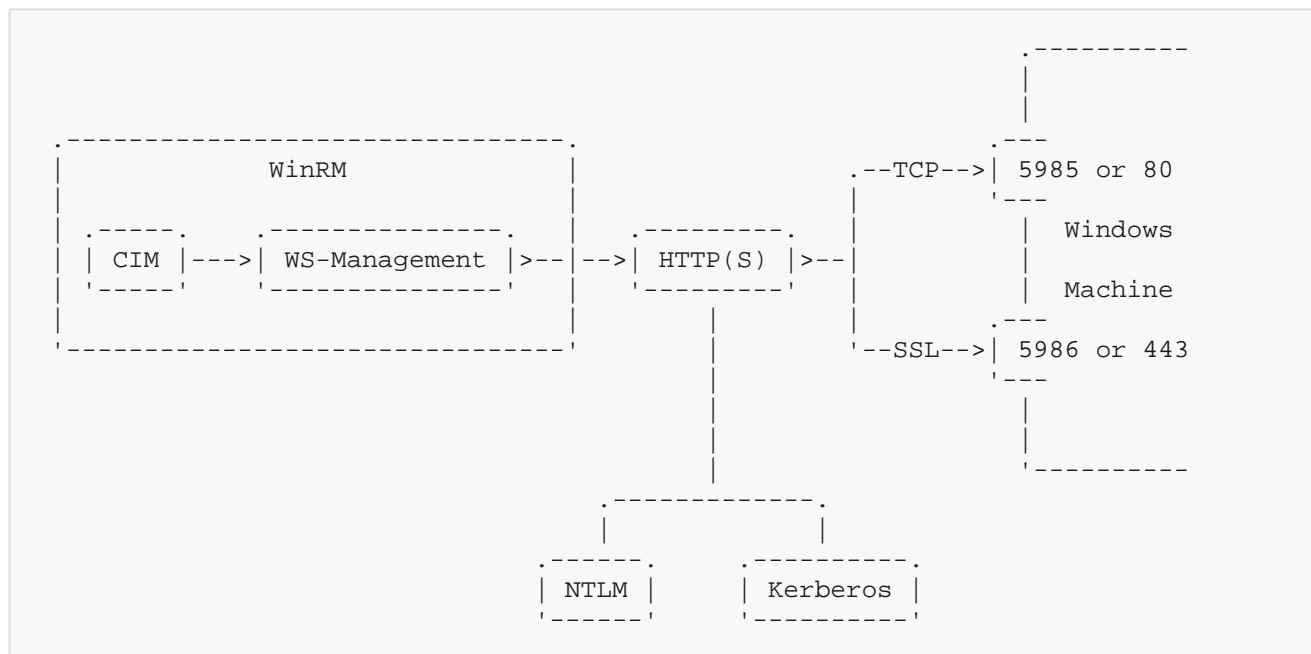 WinRM
--TCP--> 5985 or 80
Windows
CIM ---> WS-Management >-- --> HTTP(S) >--
Machine
--SSL--> 5986 or 443
NTLM Kerberos